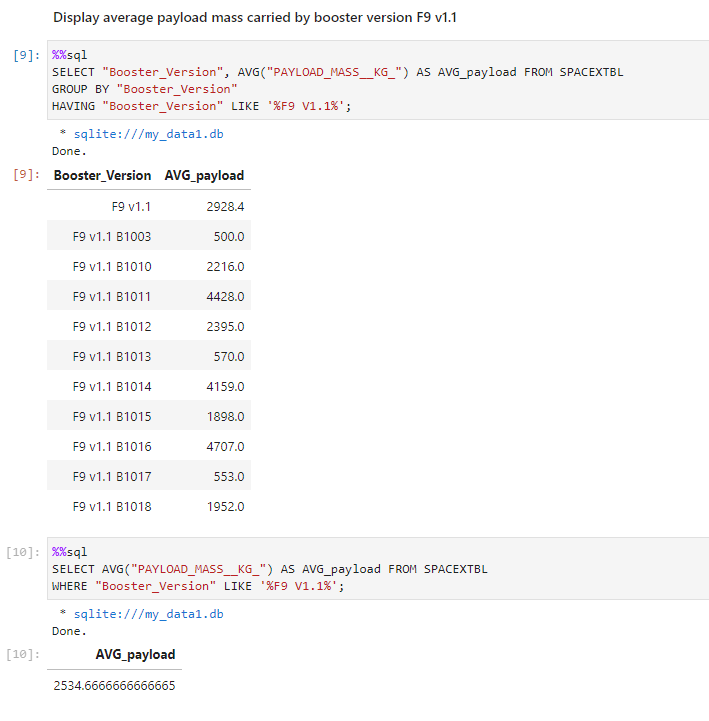 Display average payload mass carried by booster version F9 v1.1
[9]: %%sql
SELECT "Booster_Version", AVG("PAYLOAD_MASS__KG_") AS AVG_payload FROM SPACEXTBL
GROUP BY "Booster_Version"
HAVING "Booster_Version" LIKE '%F9 V1.1%';
* sqlite:///my_data1.db
Done.
[9]: Booster_Version AVG_payload
F9 v1.1 2928.4
F9 v1.1 B1003 500.0
F9 v1.1 B1010 2216.0
F9 v1.1 B1011 4428.0
F9 v1.1 B1012 2395.0
F9 v1.1 B1013 570.0
F9 v1.1 B1014 4159.0
F9 v1.1 B1015 1898.0
F9 v1.1 B1016 4707.0
F9 v1.1 B1017 553.0
F9 v1.1 B1018 1952.0
[10]: %%sql
SELECT AVG("PAYLOAD_MASS__KG_") AS AVG_payload FROM SPACEXTBL
WHERE "Booster_Version" LIKE '%F9 V1.1%';
* sqlite:///my_data1.db
Done.
[10]: AVG_payload
2534.6666666666665